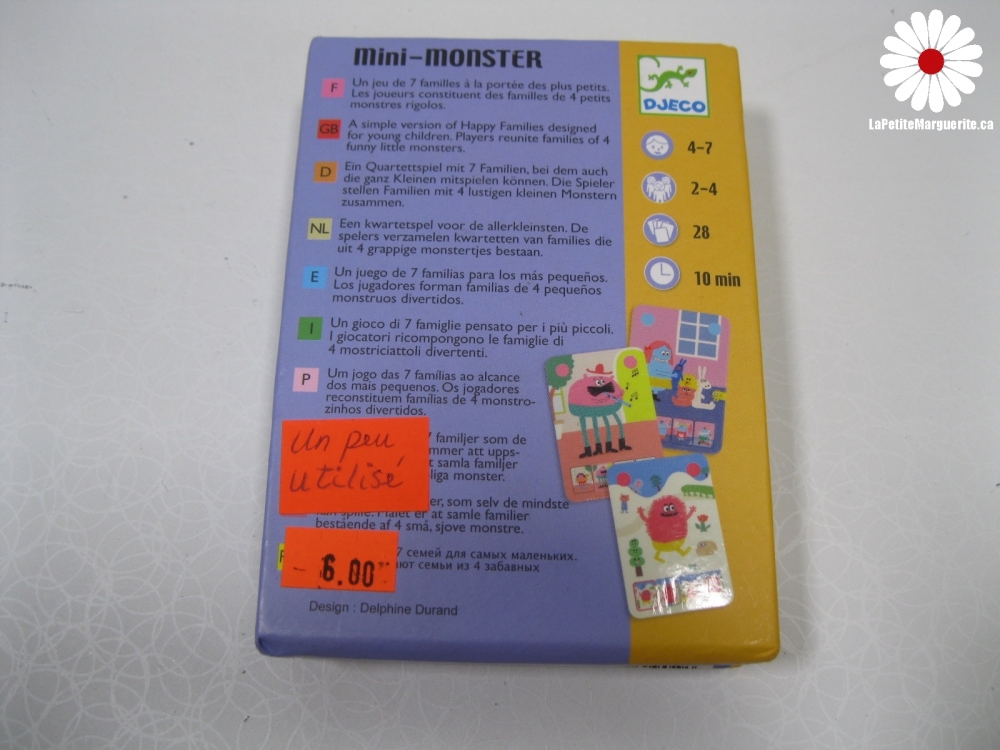 mini-MONSTER
F
Un jeu de 7 familles à la portée des plus petits.
Les joueurs constituent des familles de 4 petits
monstres rigolos.
GB
A simple version of Happy Families designed
for young children. Players reunite families of 4
funny little monsters.
D
Ein Quartettspiel mit 7 Familien, bei dem auch
die ganz Kleinen mitspielen können. Die Spieler
stellen Familien mit 4 lustigen kleinen Monstern
zusammen.
NL
Een kwartetspel voor de allerkleinsten. De
spelers verzamelen kwartetten van families die
uit 4 grappige monstertjes bestaan.
E
Un juego de 7 familias para los más pequeños.
Los jugadores forman familias de 4 pequeños
monstruos divertidos.
I
Un gioco di 7 famiglie pensato per i più piccoli.
I giocatori ricompongono le famiglie di
4 mostriciattoli divertenti.
P
Um jogo das 7 famílias ao alcance
dos mais pequenos. Os jogadores
reconstituem famílias de 4 monstro-
zinhos divertidos.
7 familjer som de
att upps-
samla familjer
monster.
un peu
utilisé
som selv de mindste
er at samle familier
bestående af 4 små, sjove monstre.
7 семей для самых маленьких.
семьи из 4 забавных
6.00
Design : Delphine Durand
DJECO
4-7
2-4
28
10 min
LaPetiteMarguerite.ca